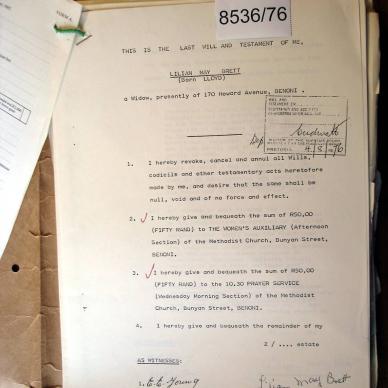 8536/76
THIS IS THE LAST WILL AND TESTAMENT OF ME,
LILIAN MAY BRETT
(born LLOYD)
a Widow, presently of 170 Howard Avenue, BENONI.
PRETORIA 4/8/76
1. I hereby revoke, cancel and annul all Wills,
codicils and other testamentary acts heretofore
made by me, and desire that the same shall be
null, void and of no force and effect.
2. I hereby give and bequeath the sum of R50,00
(FIFTY RAND) to THE WOMEN'S AUXILIARY (Afternoon
Section) of the Methodist Church, Bunyan Street,
BENONI.
3. I hereby give and bequeath the sum of R50,00
(FIFTY RAND) to the 10.30 PRAYER SERVICE
(Wednesday Morning Section) of the Methodist
Church, Bunyan Street, BENONI.
4. I hereby give and bequeath the remainder of my
2 / .... estate
AS WITNESSES:
1. E.E. Young
Lilian May Brett